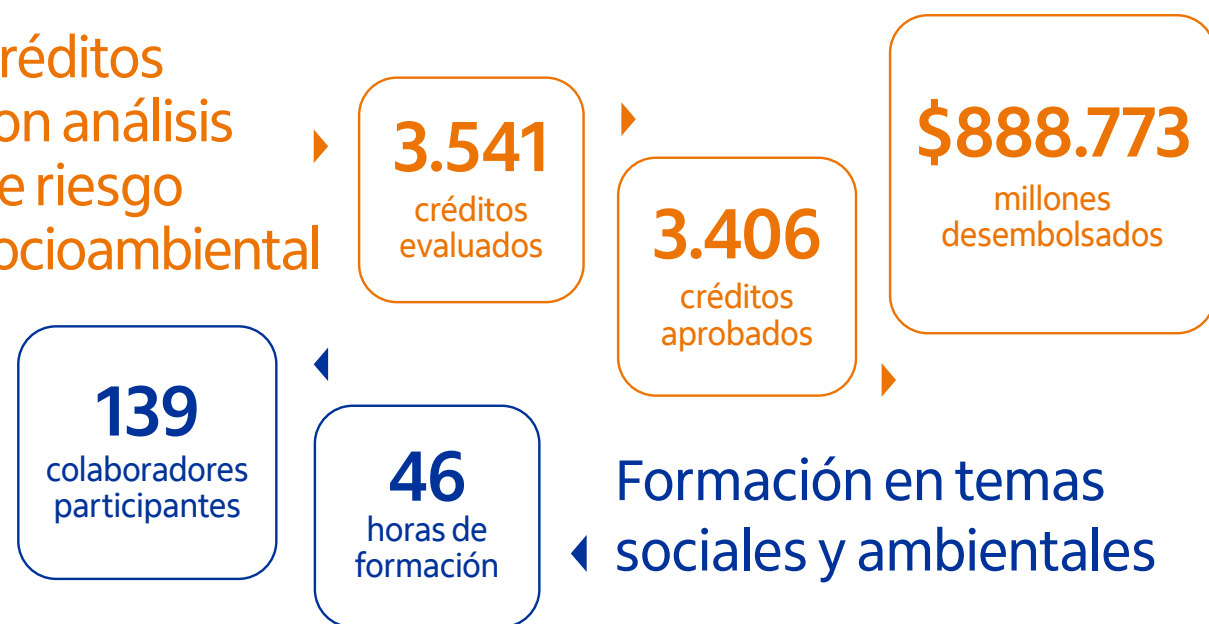 réditos
on análisis
e riesgo
ocioambiental
3.541
créditos
evaluados
3.406
créditos
aprobados
$888.773
millones
desembolsados
Formación en temas
sociales y ambientales
46
horas de
formación
139
colaboradores
participantes